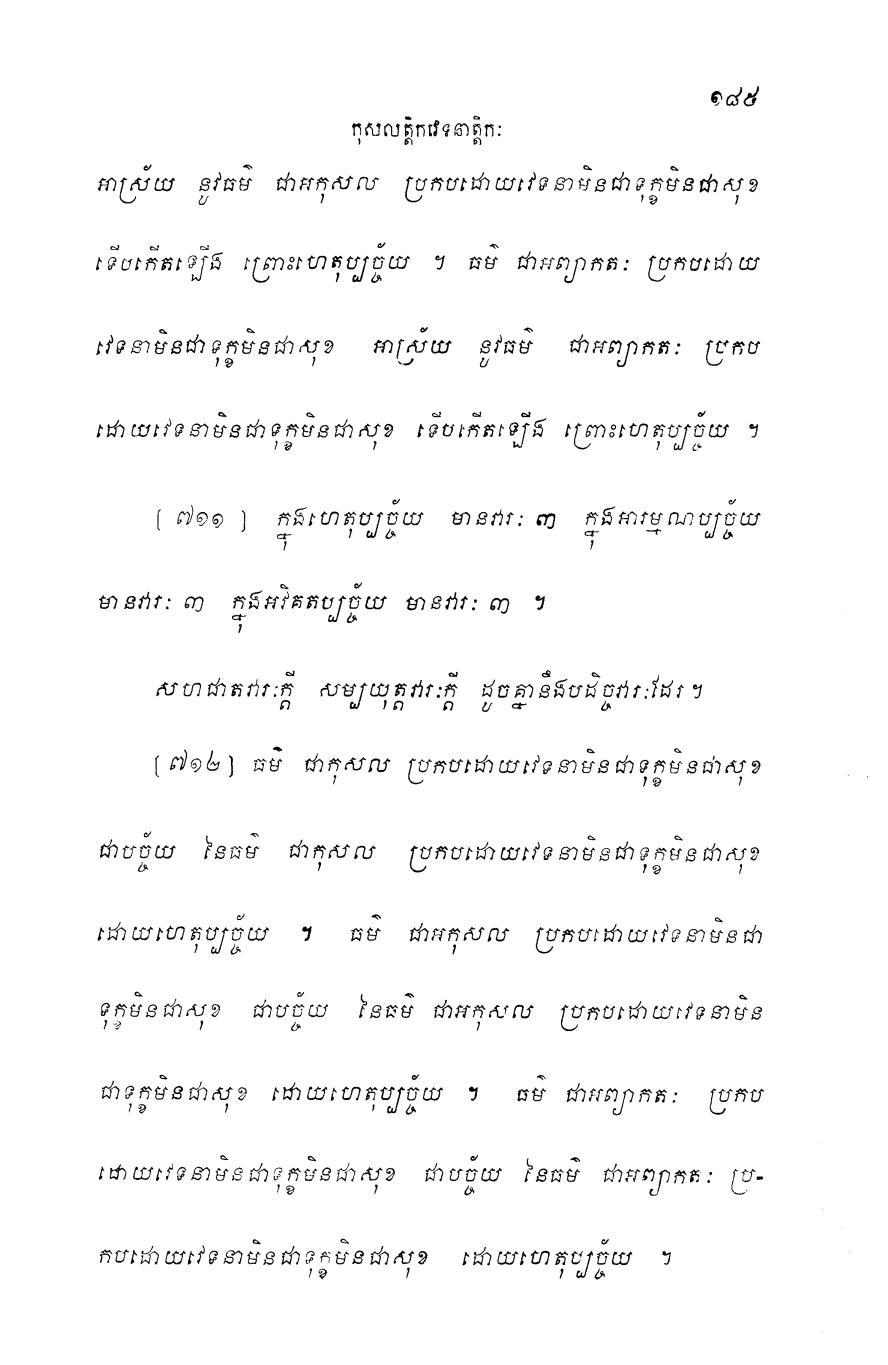 ១៨៥
កុសលត្តិកវេទនាត្តិកៈ
អាស្រ័យ នូវធម៌ ជាអកុសល ប្រកបដោយវេទនាមិនជាទុក្ខមិនជាសុខ
ទើបកើតឡើង ព្រោះហេតុប្បច្ច័យ ។ ធម៌ ជាអព្យាកតៈ ប្រកបដោយ
វេទនាមិនជាទុក្ខមិនជាសុខ អាស្រ័យ នូវធម៌ ជាអព្យាកតៈ ប្រកប
ដោយវេទនាមិនជាទុក្ខមិនជាសុខ ទើបកើតឡើង ព្រោះហេតុប្បច្ច័យ ។
[ ៧១១ ] ក្នុងហេតុប្បច្ច័យ មានវារៈ ៣ ក្នុងអារម្មណប្បច្ច័យ
មានវារៈ ៣ ក្នុងអវិគតប្បច្ច័យ មានវារៈ ៣ ។
សហជាតវារៈក្តី សម្បយុត្តវារៈក្តី ដូចគ្នានឹងបដិច្ចវារៈដែរ ។
[ ៧១២ ] ធម៌ ជាកុសល ប្រកបដោយវេទនាមិនជាទុក្ខមិនជាសុខ
ជាបច្ច័យ នៃធម៌ ជាកុសល ប្រកបដោយវេទនាមិនជាទុក្ខមិនជាសុខ
ដោយហេតុប្បច្ច័យ ។ ធម៌ ជាអកុសល ប្រកបដោយវេទនាមិនជា
ទុក្ខមិនជាសុខ ជាបច្ច័យ នៃធម៌ ជាអកុសល ប្រកបដោយវេទនាមិន
ជាទុក្ខមិនជាសុខ ដោយហេតុប្បច្ច័យ ។ ធម៌ ជាអព្យាកតៈ ប្រកប
ដោយវេទនាមិនជាទុក្ខមិនជាសុខ ជាបច្ច័យ នៃធម៌ ជាអព្យាកតៈ ប្រ-
កបដោយវេទនាមិនជាទុក្ខមិនជាសុខ ដោយហេតុប្បច្ច័យ ។